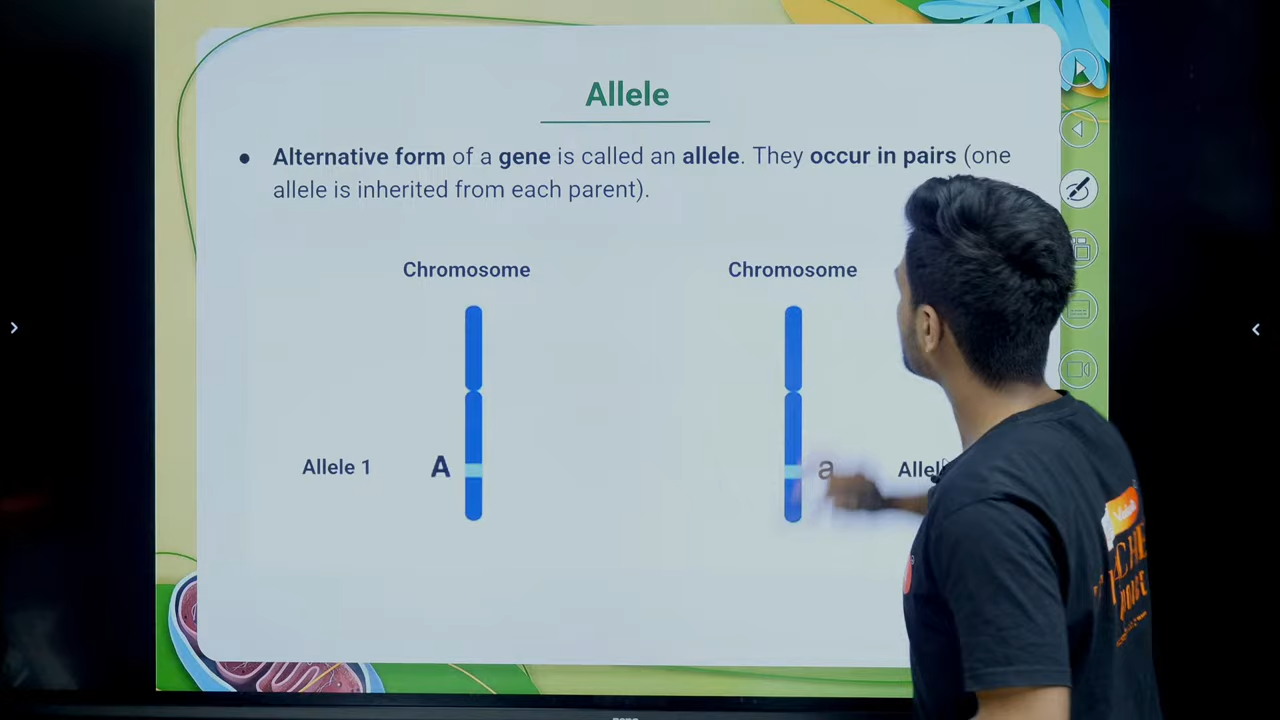 Allele
Alternative form of a gene is called an allele. They occur in pairs (one
allele is inherited from each parent).
Chromosome Chromosome
Allele 1 A a